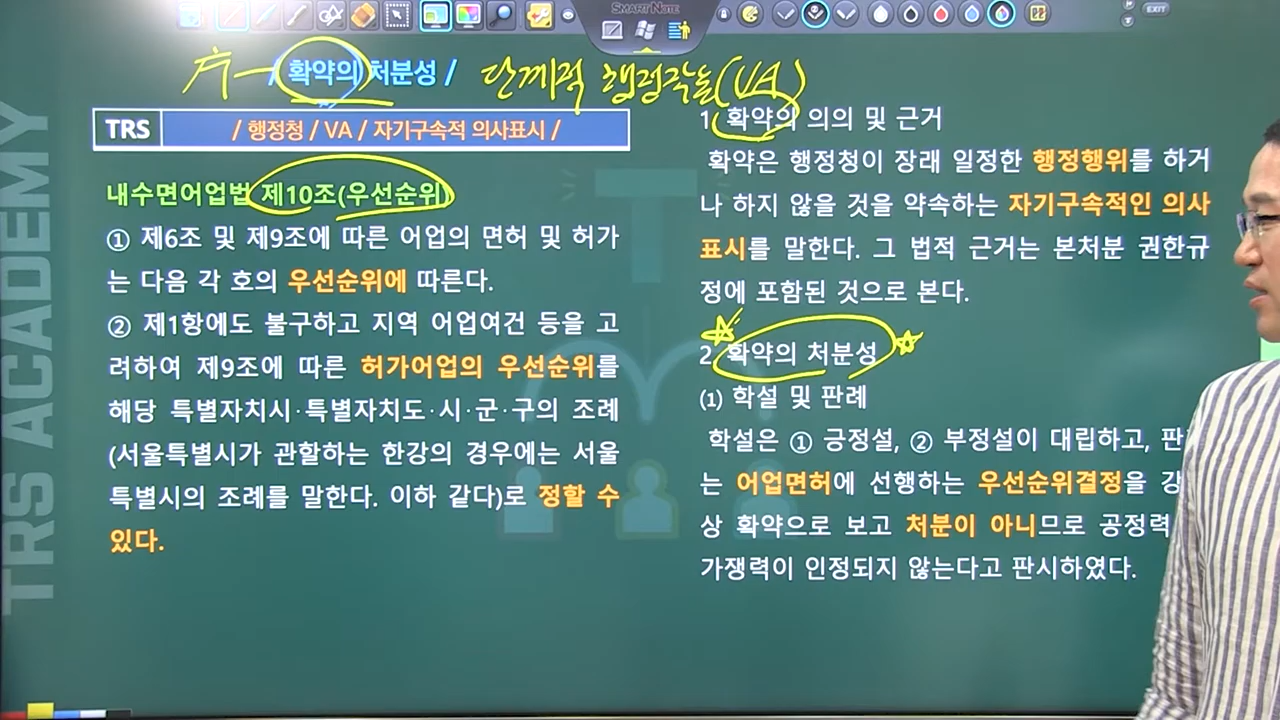 SMART NOTE
EXIT
/ 확약의 처분성 /
단계적 행정작용(VA)
TRS
/ 행정청 / VA / 자기구속적 의사표시 /
내수면어업법 제10조(우선순위)
① 제6조 및 제9조에 따른 어업의 면허 및 허가
는 다음 각 호의 우선순위에 따른다.
② 제1항에도 불구하고 지역 어업여건 등을 고
려하여 제9조에 따른 허가어업의 우선순위를
해당 특별자치시·특별자치도·시·군·구의 조례
(서울특별시가 관할하는 한강의 경우에는 서울
특별시의 조례를 말한다. 이하 같다)로 정할 수
있다.
1. 확약의 의의 및 근거
확약은 행정청이 장래 일정한 행정행위를 하거
나 하지 않을 것을 약속하는 자기구속적인 의사
표시를 말한다. 그 법적 근거는 본처분 권한규
정에 포함된 것으로 본다.
2. 확약의 처분성
⑴ 학설 및 판례
학설은 ① 긍정설, ② 부정설이 대립하고,
는 어업면허에 선행하는 우선순위결정을
상 확약으로 보고 처분이 아니므로 공정력
가쟁력이 인정되지 않는다고 판시하였다.
TRS ACADEMY